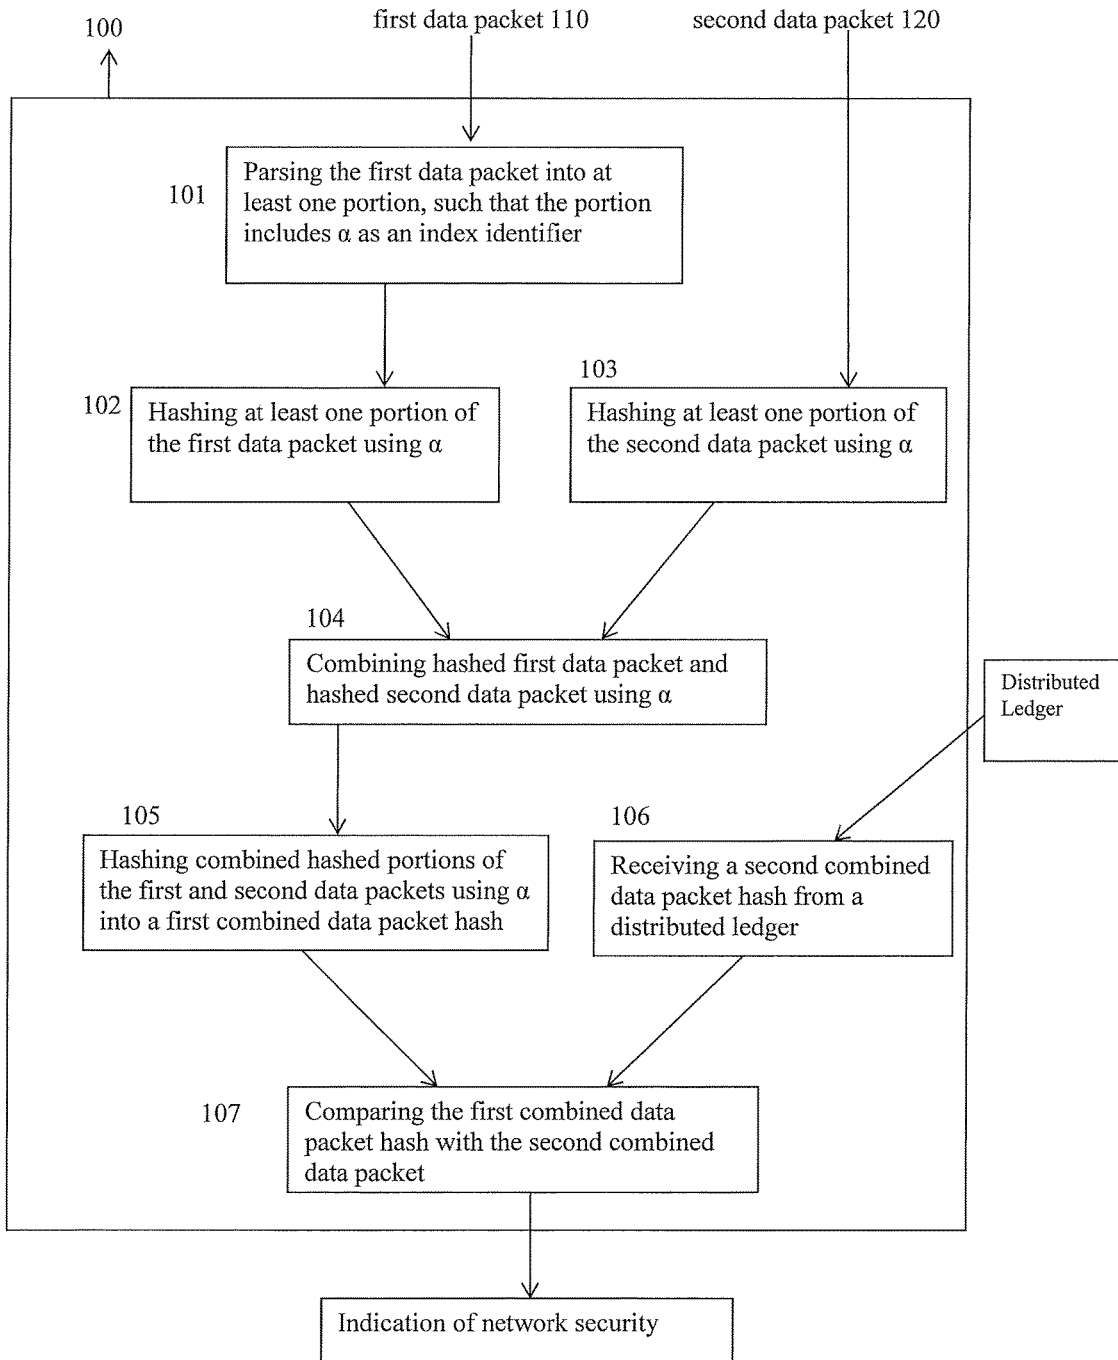 first data packet 110
second data packet 120
100
101
Parsing the first data packet into at
least one portion, such that the portion
includes α as an index identifier
102
Hashing at least one portion of
the first data packet using α
103
Hashing at least one portion of
the second data packet using α
104
Combining hashed first data packet and
hashed second data packet using α
Distributed
Ledger
105
Hashing combined hashed portions of
the first and second data packets using α
into a first combined data packet hash
106
Receiving a second combined
data packet hash from a
distributed ledger
107
Comparing the first combined data
packet hash with the second combined
data packet
Indication of network security